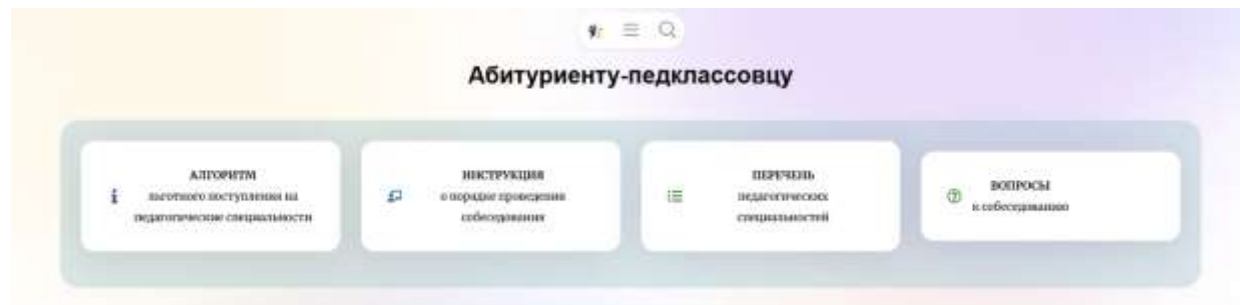 Абитуриенту-педклассовцу
АЛГОРИТМ
льготного поступления на
педагогические специальности
ИНСТРУКЦИЯ
о порядке проведения
собеседования
ПЕРЕЧЕНЬ
педагогических
специальностей
ВОПРОСЫ
к собеседованию